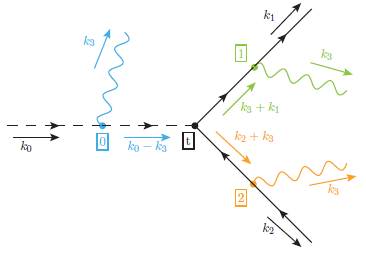 k₁
k₃
1
k₃
k₃ + k₁
0
t
k₂ + k₃
k₀
k₀ − k₃
2
k₃
k₂